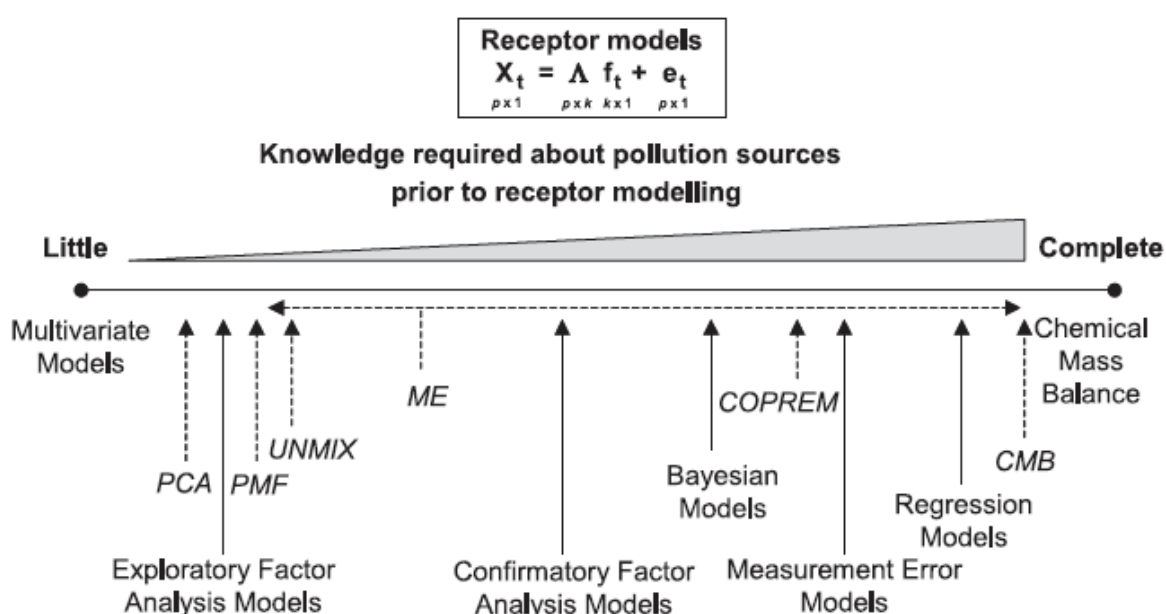 Receptor models
X_t = Λ f_t + e_t
p x 1 p x k k x 1 p x 1
Knowledge required about pollution sources
prior to receptor modelling
Little
Complete
Multivariate
Models
Chemical
Mass
Balance
ME
COPREM
UNMIX
CMB
PCA
PMF
Bayesian
Models
Regression
Models
Exploratory Factor
Analysis Models
Confirmatory Factor
Analysis Models
Measurement Error
Models